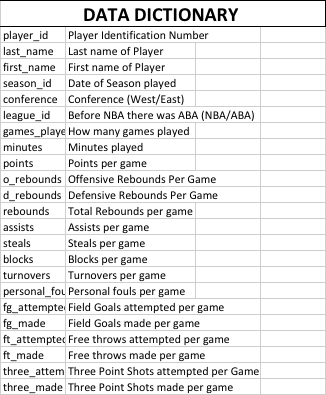 DATA DICTIONARY
player_id Player Identification Number
last_name Last name of Player
first_name First name of Player
season_id Date of Season played
conference Conference (West/East)
league_id Before NBA there was ABA (NBA/ABA)
games_playe How many games played
minutes Minutes played
points Points per game
o_rebounds Offensive Rebounds Per Game
d_rebounds Defensive Rebounds Per Game
rebounds Total Rebounds per game
assists Assists per game
steals Steals per game
blocks Blocks per game
turnovers Turnovers per game
personal_fou Personal fouls per game
fg_attempted Field Goals attempted per game
fg_made Field Goals made per game
ft_attempted Free throws attempted per game
ft_made Free throws made per game
three_attem Three Point Shots attempted per Game
three_made Three Point Shots made per Game